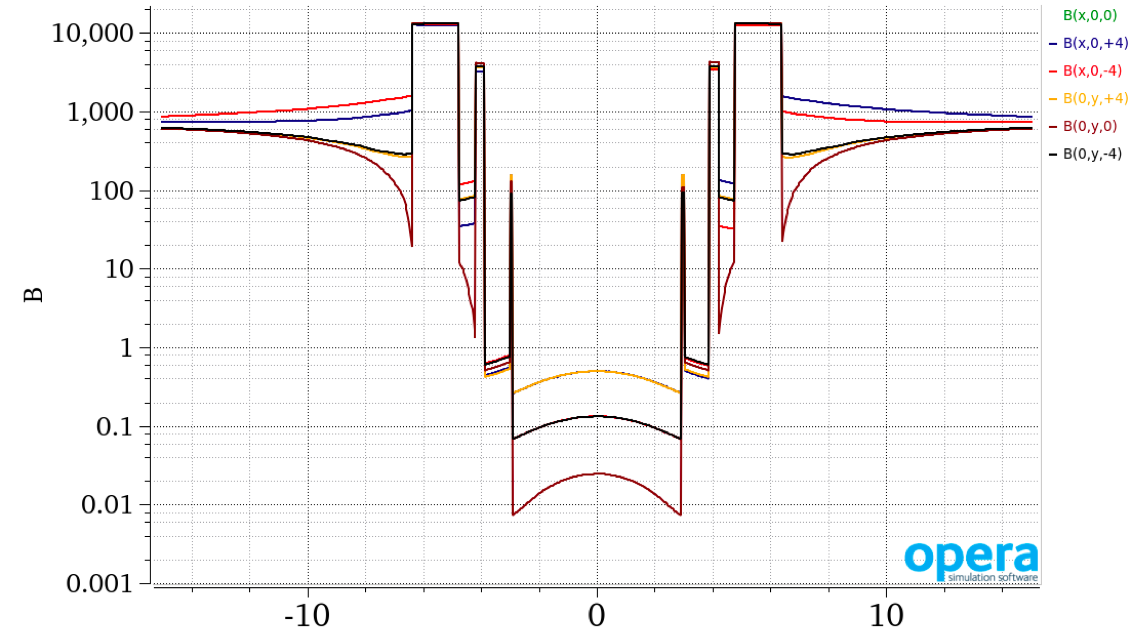 10,000
1,000
100
10
1
0.1
0.01
0.001
B
-10
0
10
B(x,0,0)
B(x,0,+4)
B(x,0,-4)
B(0,y,+4)
B(0,y,0)
B(0,y,-4)
opera
simulation software